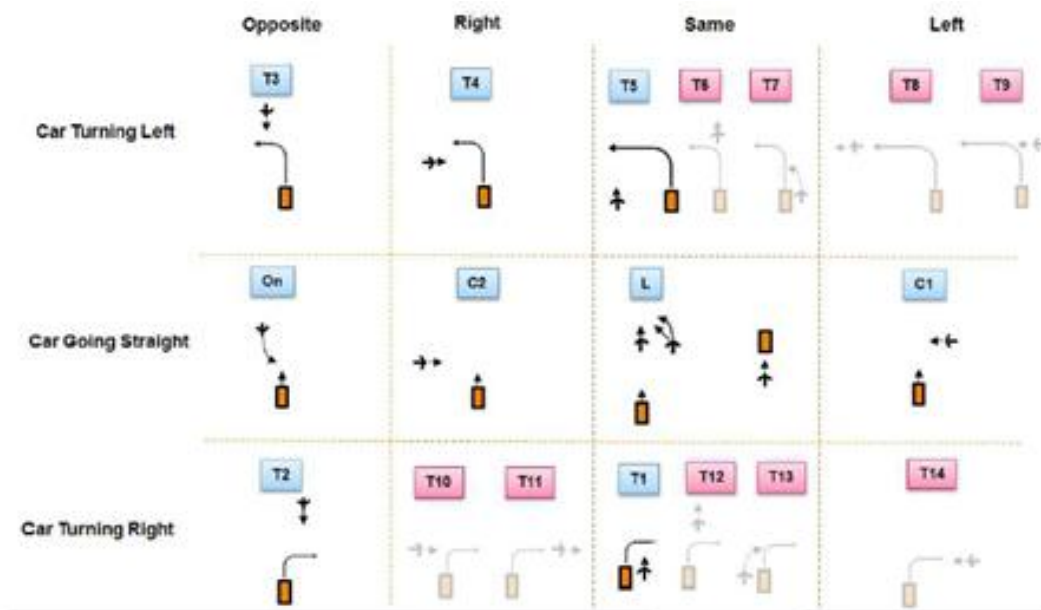 Opposite Right Same Left
T3 T4 T5 T6 T7 T8 T9
Car Turning Left
On C2 L C1
Car Going Straight
T2 T10 T11 T1 T12 T13 T14
Car Turning Right